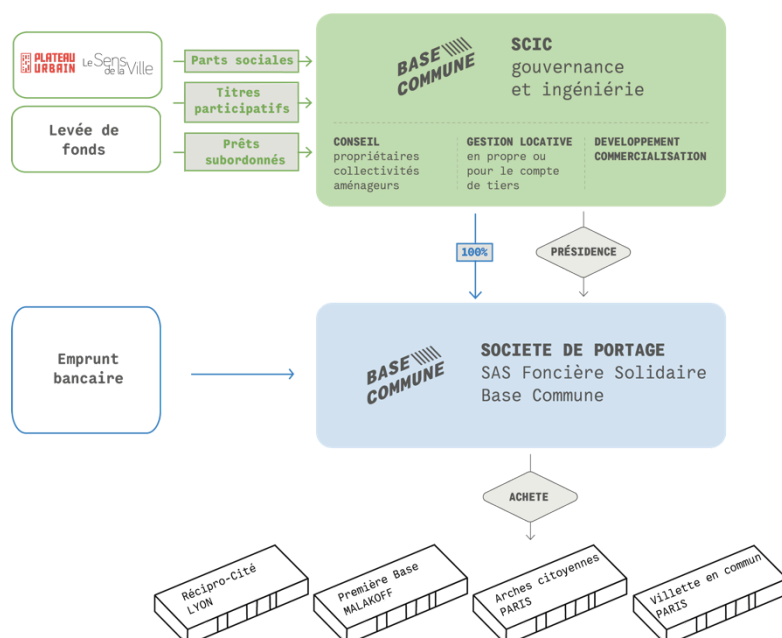 PLATEAU
URBAIN
Le Sens
de la Ville
Levée de
fonds
Parts sociales
Titres
participatifs
Prêts
subordonnés
BASE
COMMUNE
SCIC
gouvernance
et ingéniérie
CONSEIL
propriétaires
collectivités
aménageurs
GESTION LOCATIVE
en propre ou
pour le compte
de tiers
DEVELOPPEMENT
COMMERCIALISATION
100%
PRÉSIDENCE
Emprunt
bancaire
BASE
COMMUNE
SOCIETE DE PORTAGE
SAS Foncière Solidaire
Base Commune
ACHETE
Récipro-Cité
LYON
Première Base
MALAKOFF
Arches citoyennes
PARIS
Villette en commun
PARIS